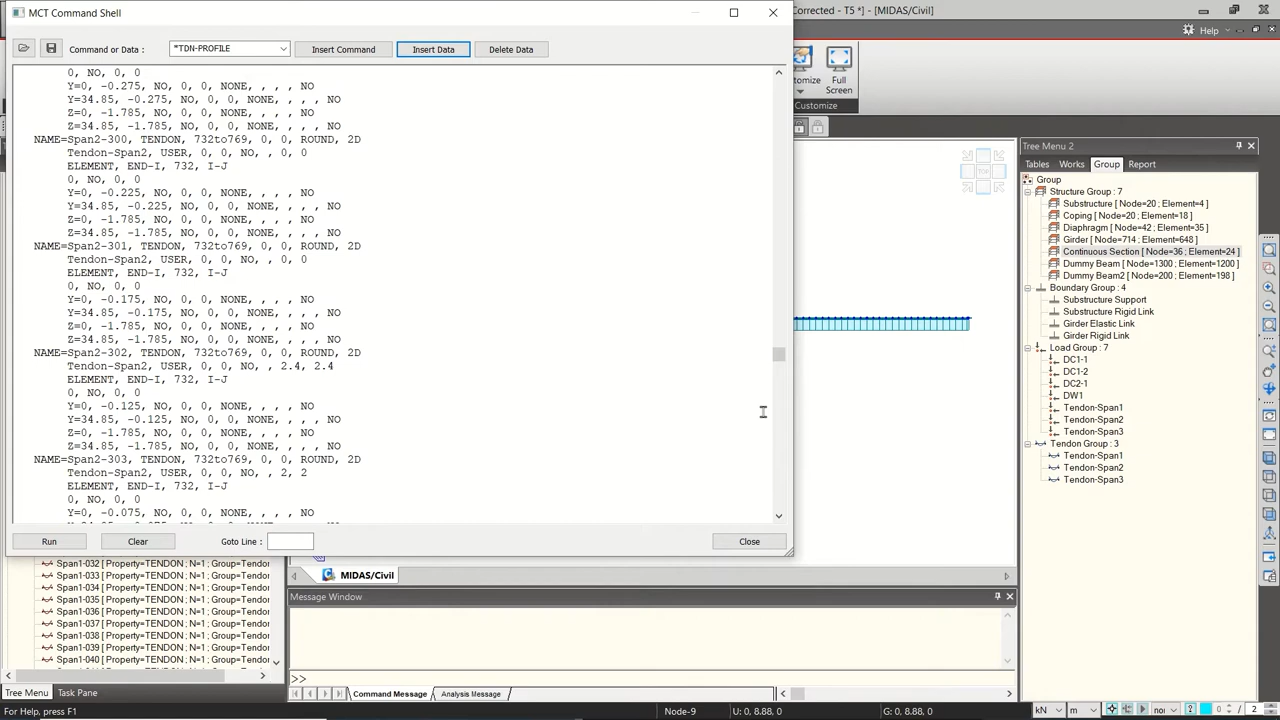 MCT Command Shell
Corrected - T5 *] - [MIDAS/Civil]
Help
Command or Data :
*TDN-PROFILE
Insert Command
Insert Data
Delete Data
tomize
Full
Screen
Customize
0, NO, 0, 0
Y=0, -0.275, NO, 0, 0, NONE, , , , NO
Y=34.85, -0.275, NO, 0, 0, NONE, , , , NO
Z=0, -1.785, NO, 0, 0, NONE, , , , NO
Z=34.85, -1.785, NO, 0, 0, NONE, , , , NO
NAME=Span2-300, TENDON, 732to769, 0, 0, ROUND, 2D
Tendon-Span2, USER, 0, 0, NO, , 0, 0
ELEMENT, END-I, 732, I-J
0, NO, 0, 0
Y=0, -0.225, NO, 0, 0, NONE, , , , NO
Y=34.85, -0.225, NO, 0, 0, NONE, , , , NO
Z=0, -1.785, NO, 0, 0, NONE, , , , NO
Z=34.85, -1.785, NO, 0, 0, NONE, , , , NO
NAME=Span2-301, TENDON, 732to769, 0, 0, ROUND, 2D
Tendon-Span2, USER, 0, 0, NO, , 0, 0
ELEMENT, END-I, 732, I-J
0, NO, 0, 0
Y=0, -0.175, NO, 0, 0, NONE, , , , NO
Y=34.85, -0.175, NO, 0, 0, NONE, , , , NO
Z=0, -1.785, NO, 0, 0, NONE, , , , NO
Z=34.85, -1.785, NO, 0, 0, NONE, , , , NO
NAME=Span2-302, TENDON, 732to769, 0, 0, ROUND, 2D
Tendon-Span2, USER, 0, 0, NO, , 2.4, 2.4
ELEMENT, END-I, 732, I-J
0, NO, 0, 0
Y=0, -0.125, NO, 0, 0, NONE, , , , NO
Y=34.85, -0.125, NO, 0, 0, NONE, , , , NO
Z=0, -1.785, NO, 0, 0, NONE, , , , NO
Z=34.85, -1.785, NO, 0, 0, NONE, , , , NO
NAME=Span2-303, TENDON, 732to769, 0, 0, ROUND, 2D
Tendon-Span2, USER, 0, 0, NO, , 2, 2
ELEMENT, END-I, 732, I-J
0, NO, 0, 0
Y=0, -0.075, NO, 0, 0, NONE, , , , NO
Run
Clear
Goto Line :
Close
TOP
Tree Menu 2
Tables
Works
Group
Report
Group
Structure Group : 7
Substructure [ Node=20 ; Element=4 ]
Coping [ Node=20 ; Element=18 ]
Diaphragm [ Node=42 ; Element=35 ]
Girder [ Node=714 ; Element=648 ]
Continuous Section [ Node=36 ; Element=24 ]
Dummy Beam [ Node=1300 ; Element=1200 ]
Dummy Beam2 [ Node=200 ; Element=198 ]
Boundary Group : 4
Substructure Support
Substructure Rigid Link
Girder Elastic Link
Girder Rigid Link
Load Group : 7
DC1-1
DC1-2
DC2-1
DW1
Tendon-Span1
Tendon-Span2
Tendon-Span3
Tendon Group : 3
Tendon-Span1
Tendon-Span2
Tendon-Span3
Span1-032 [ Property=TENDON ; N=1 ; Group=Tendor
Span1-033 [ Property=TENDON ; N=1 ; Group=Tendor
Span1-034 [ Property=TENDON ; N=1 ; Group=Tendor
Span1-035 [ Property=TENDON ; N=1 ; Group=Tendor
Span1-036 [ Property=TENDON ; N=1 ; Group=Tendor
Span1-037 [ Property=TENDON ; N=1 ; Group=Tendor
Span1-038 [ Property=TENDON ; N=1 ; Group=Tendor
Span1-039 [ Property=TENDON ; N=1 ; Group=Tendor
Span1-040 [ Property=TENDON ; N=1 ; Group=Tendor
Tree Menu
Task Pane
MIDAS/Civil
Message Window
>>
Command Message
Analysis Message
For Help, press F1
Node-9
U: 0, 8.88, 0
G: 0, 8.88, 0
kN
m
nor
0
/
2